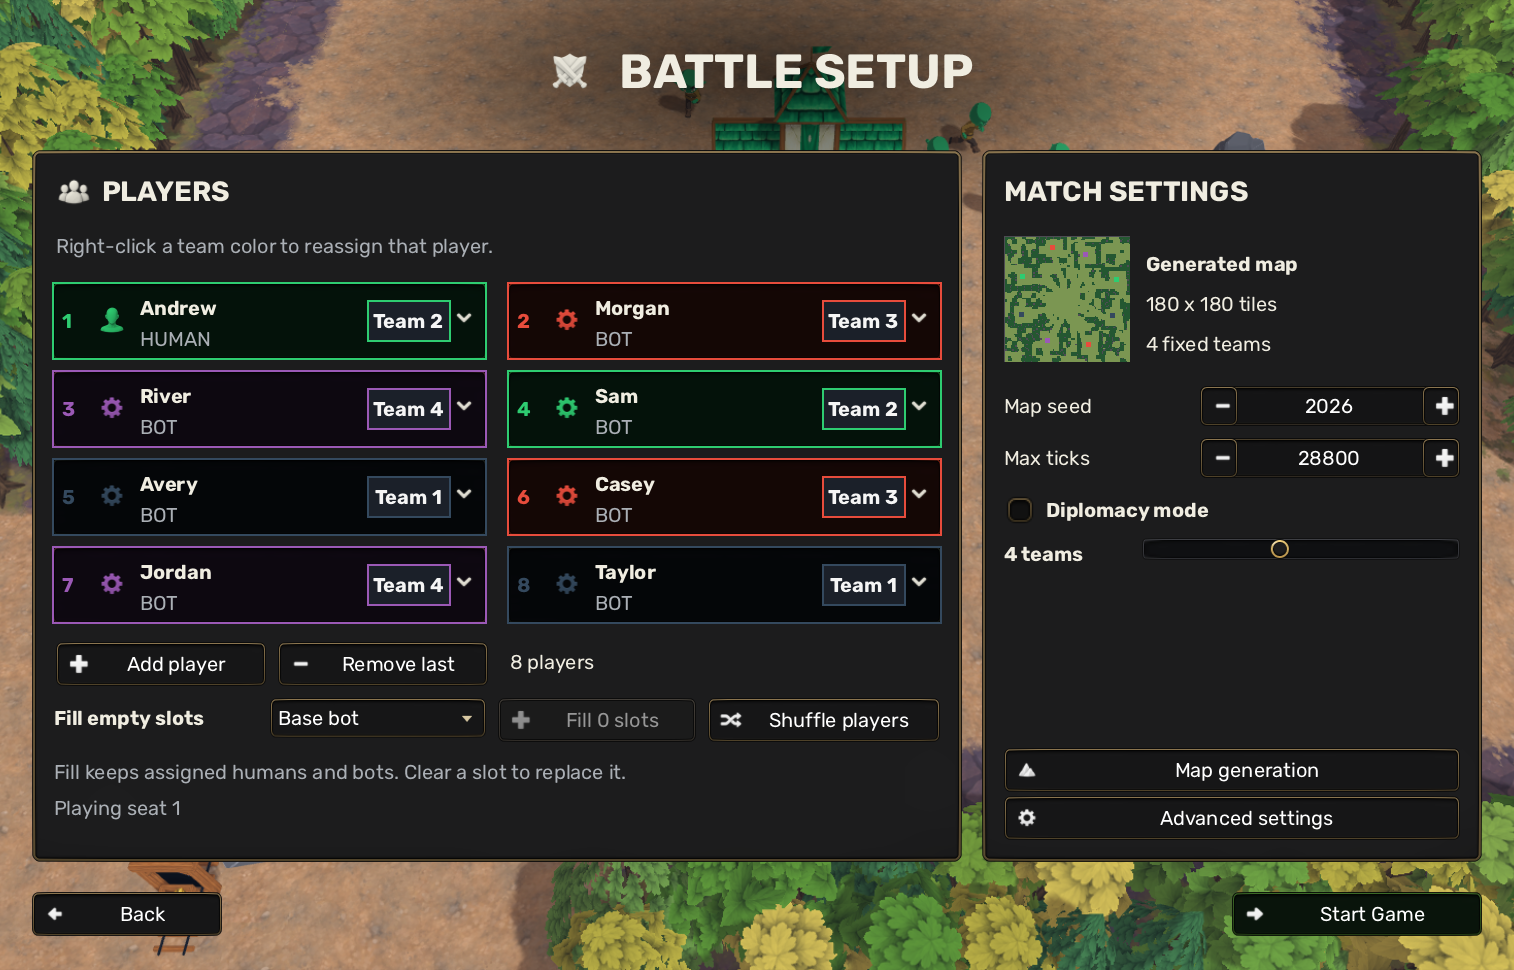 BATTLE SETUP
PLAYERS
Right-click a team color to reassign that player.
1 Andrew HUMAN Team 2
2 Morgan BOT Team 3
3 River BOT Team 4
4 Sam BOT Team 2
5 Avery BOT Team 1
6 Casey BOT Team 3
7 Jordan BOT Team 4
8 Taylor BOT Team 1
Add player
Remove last
8 players
Fill empty slots
Base bot
Fill 0 slots
Shuffle players
Fill keeps assigned humans and bots. Clear a slot to replace it.
Playing seat 1
MATCH SETTINGS
Generated map
180 x 180 tiles
4 fixed teams
Map seed
2026
Max ticks
28800
Diplomacy mode
4 teams
Map generation
Advanced settings
Back
Start Game